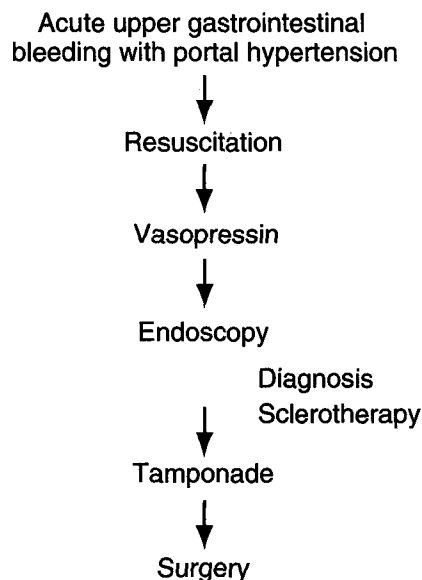 Acute upper gastrointestinal
bleeding with portal hypertension
Resuscitation
Vasopressin
Endoscopy
Diagnosis
Sclerotherapy
Tamponade
Surgery